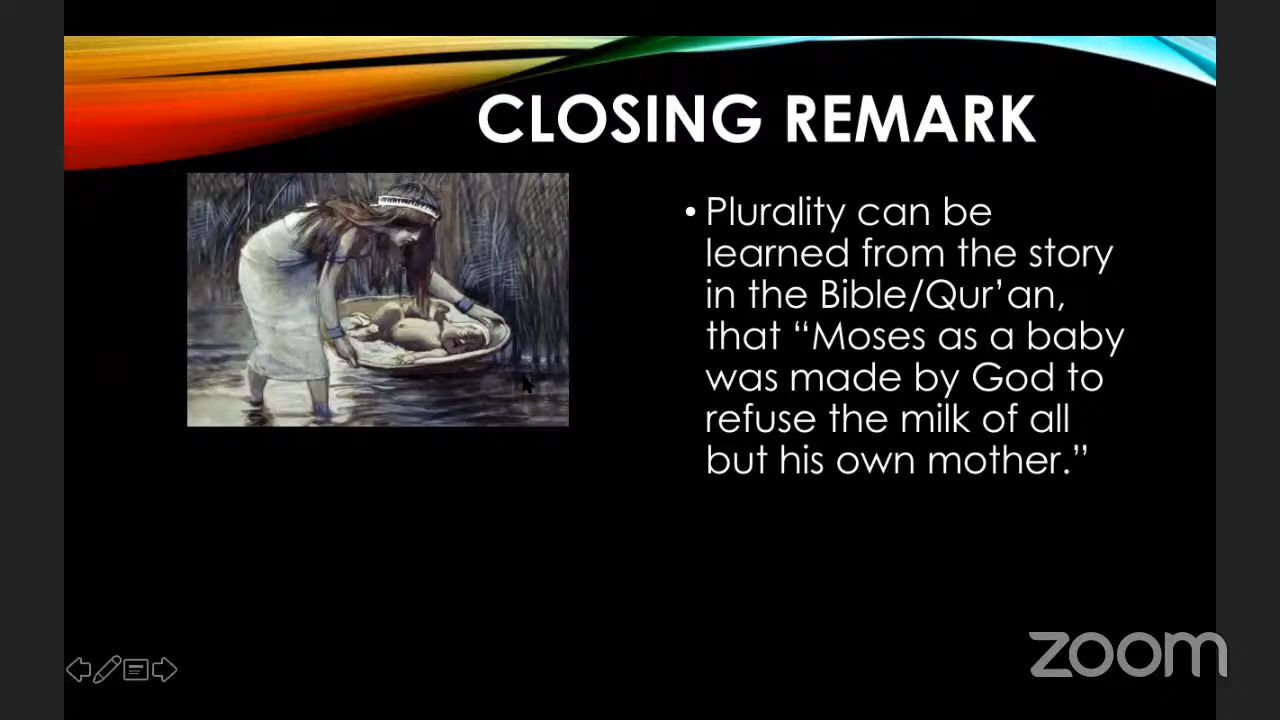 CLOSING REMARK
• Plurality can be
learned from the story
in the Bible/Qur’an,
that “Moses as a baby
was made by God to
refuse the milk of all
but his own mother.”
zoom